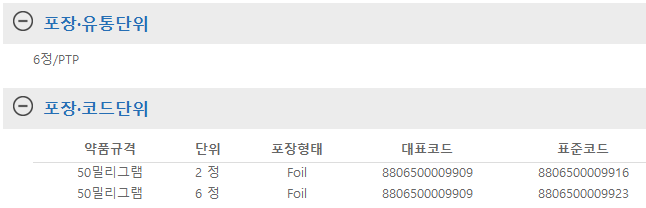 포장·유통단위
6정/PTP
포장·코드단위
약품규격 단위 포장형태 대표코드 표준코드
50밀리그램 2 정 Foil 8806500009909 8806500009916
50밀리그램 6 정 Foil 8806500009909 8806500009923